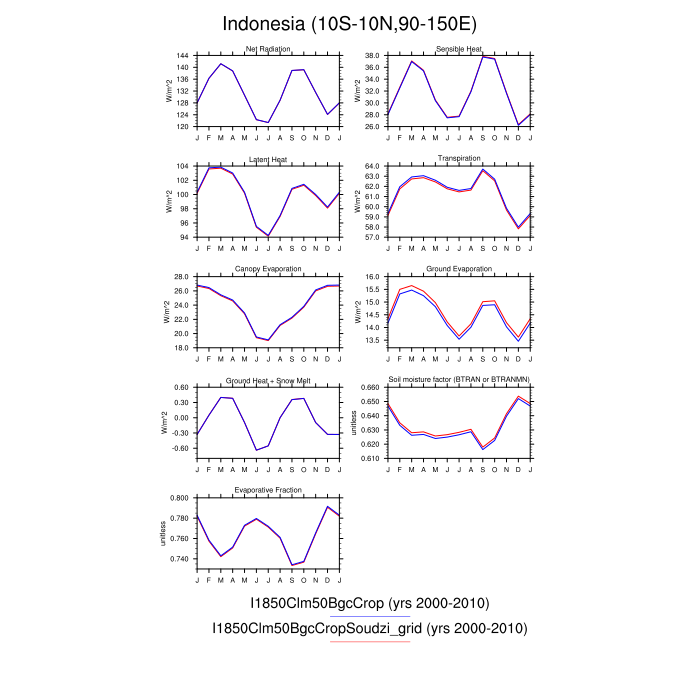 Indonesia (10S-10N,90-150E)
Net Radiation
W/m^2
144
140
136
132
128
124
120
J F M A M J J A S O N D J
Sensible Heat
W/m^2
38.0
36.0
34.0
32.0
30.0
28.0
26.0
J F M A M J J A S O N D J
Latent Heat
W/m^2
104
102
100
98
96
94
J F M A M J J A S O N D J
Transpiration
W/m^2
64.0
63.0
62.0
61.0
60.0
59.0
58.0
57.0
J F M A M J J A S O N D J
Canopy Evaporation
W/m^2
28.0
26.0
24.0
22.0
20.0
18.0
J F M A M J J A S O N D J
Ground Evaporation
W/m^2
16.0
15.5
15.0
14.5
14.0
13.5
J F M A M J J A S O N D J
Ground Heat + Snow Melt
W/m^2
0.60
0.30
0.00
-0.30
-0.60
J F M A M J J A S O N D J
Soil moisture factor (BTRAN or BTRANMN)
unitless
0.660
0.650
0.640
0.630
0.620
0.610
J F M A M J J A S O N D J
Evaporative Fraction
unitless
0.800
0.780
0.760
0.740
J F M A M J J A S O N D J
I1850Clm50BgcCrop (yrs 2000-2010)
I1850Clm50BgcCropSoudzi_grid (yrs 2000-2010)